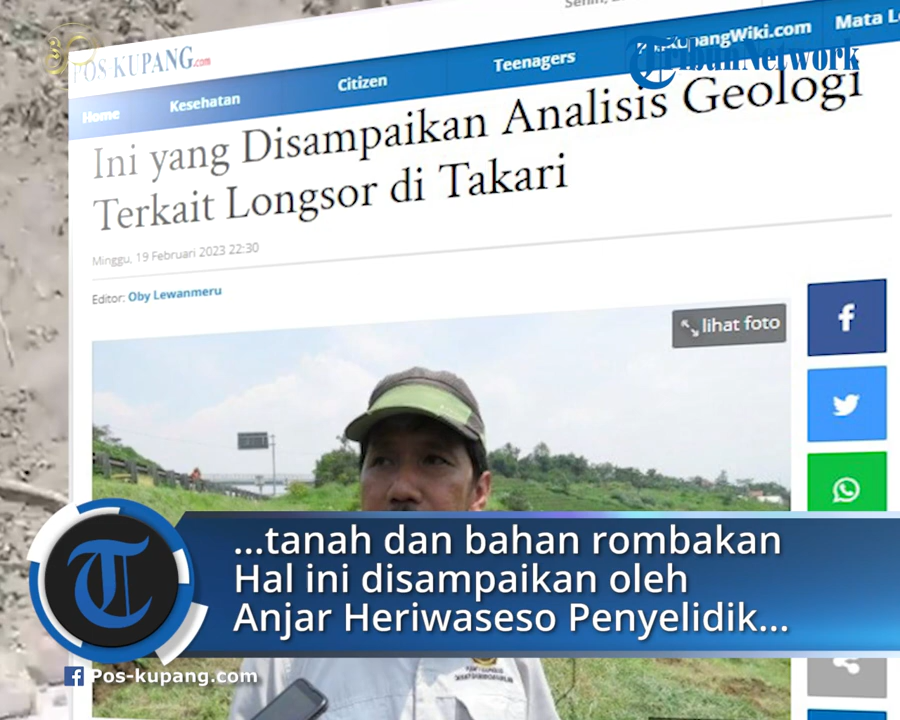 POS-KUPANG.com
TribunNetwork
Home
Kesehatan
Citizen
Teenagers
Mata L
Ini yang Disampaikan Analisis Geologi
Terkait Longsor di Takari
Minggu, 19 Februari 2023 22:30
Editor: Oby Lewanmeru
lihat foto
...tanah dan bahan rombakan
Hal ini disampaikan oleh
Anjar Heriwaseso Penyelidik...
Pos-kupang.com